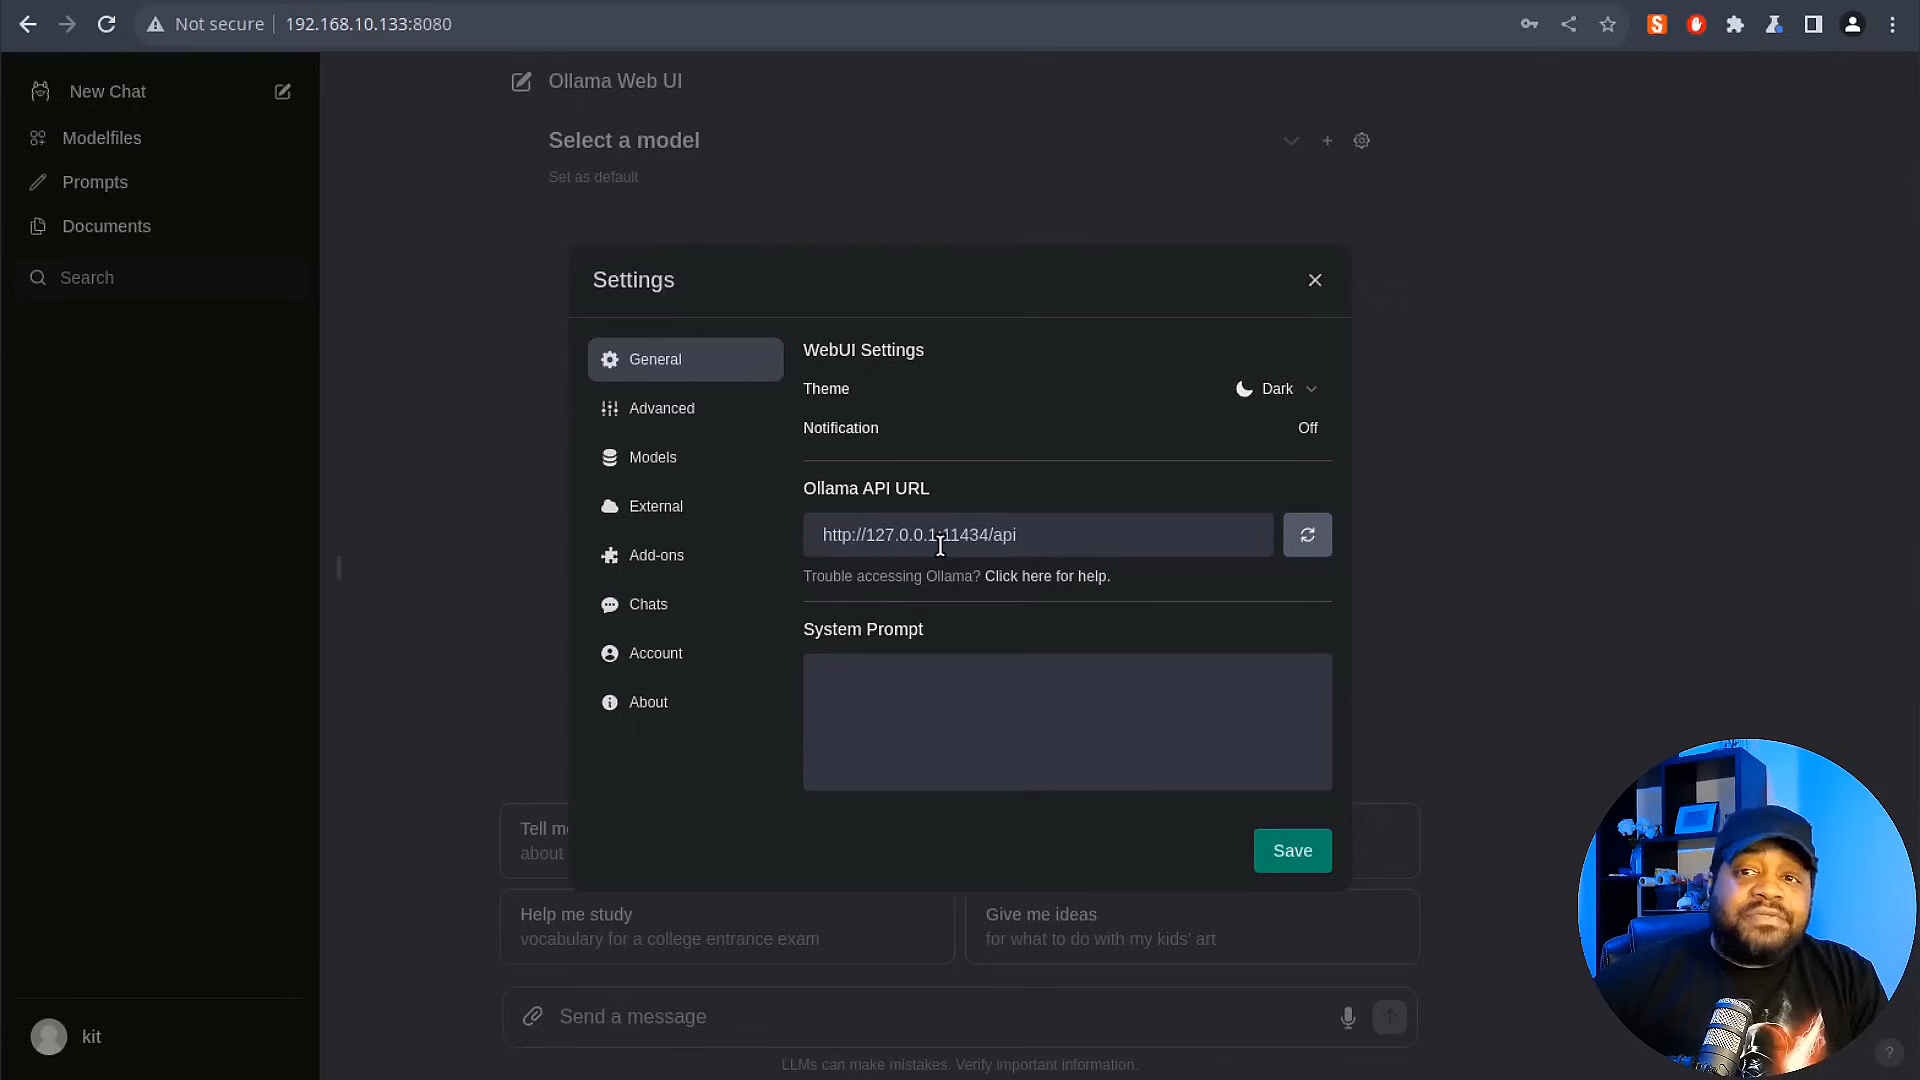 Not secure
192.168.10.133:8080
New Chat
Modelfiles
Prompts
Documents
Search
kit
Ollama Web UI
Select a model
Set as default
Settings
General
Advanced
Models
External
Add-ons
Chats
Account
About
WebUI Settings
Theme
Dark
Notification
Off
Ollama API URL
http://127.0.0.1:11434/api
Trouble accessing Ollama? Click here for help.
System Prompt
Save
Tell
about
Help me study
vocabulary for a college entrance exam
Give me ideas
for what to do with my kids' art
Send a message
LLMs can make mistakes. Verify important information.
?